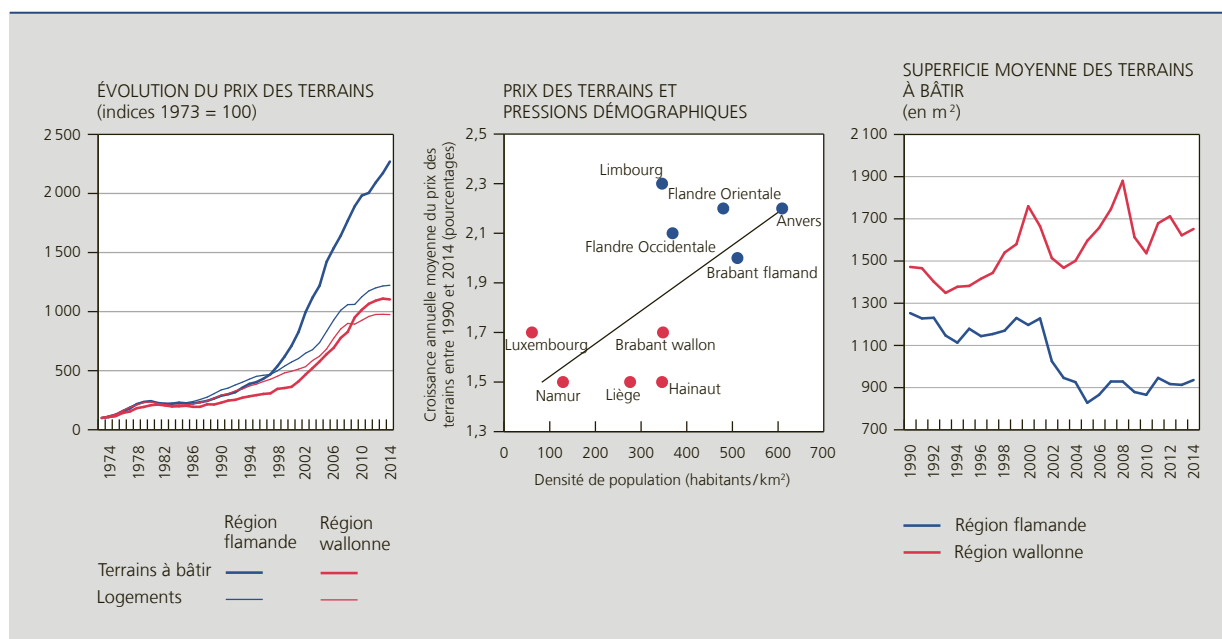 ÉVOLUTION DU PRIX DES TERRAINS
(indices 1973 = 100)
2 500
2 000
1 500
1 000
500
0
1974
1978
1982
1986
1990
1994
1998
2002
2006
2010
2014
Région
flamande
Région
wallonne
Terrains à bâtir
Logements
PRIX DES TERRAINS ET
PRESSIONS DÉMOGRAPHIQUES
Croissance annuelle moyenne du prix des
terrains entre 1990 et 2014 (pourcentages)
2,5
2,3
2,1
1,9
1,7
1,5
1,3
Limbourg
Flandre Orientale
Anvers
Flandre Occidentale
Brabant flamand
Luxembourg
Brabant wallon
Namur
Liège
Hainaut
0
100
200
300
400
500
600
700
Densité de population (habitants/km²)
SUPERFICIE MOYENNE DES TERRAINS
À BÂTIR
(en m²)
2 100
1 900
1 700
1 500
1 300
1 100
900
700
1990
1992
1994
1996
1998
2000
2002
2004
2006
2008
2010
2012
2014
Région flamande
Région wallonne